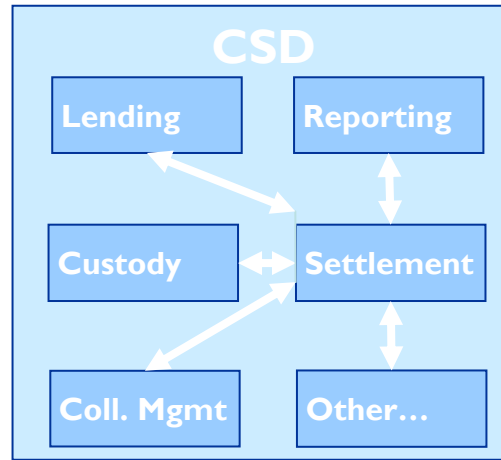 CSD
Lending
Reporting
Custody
Settlement
Coll. Mgmt
Other...